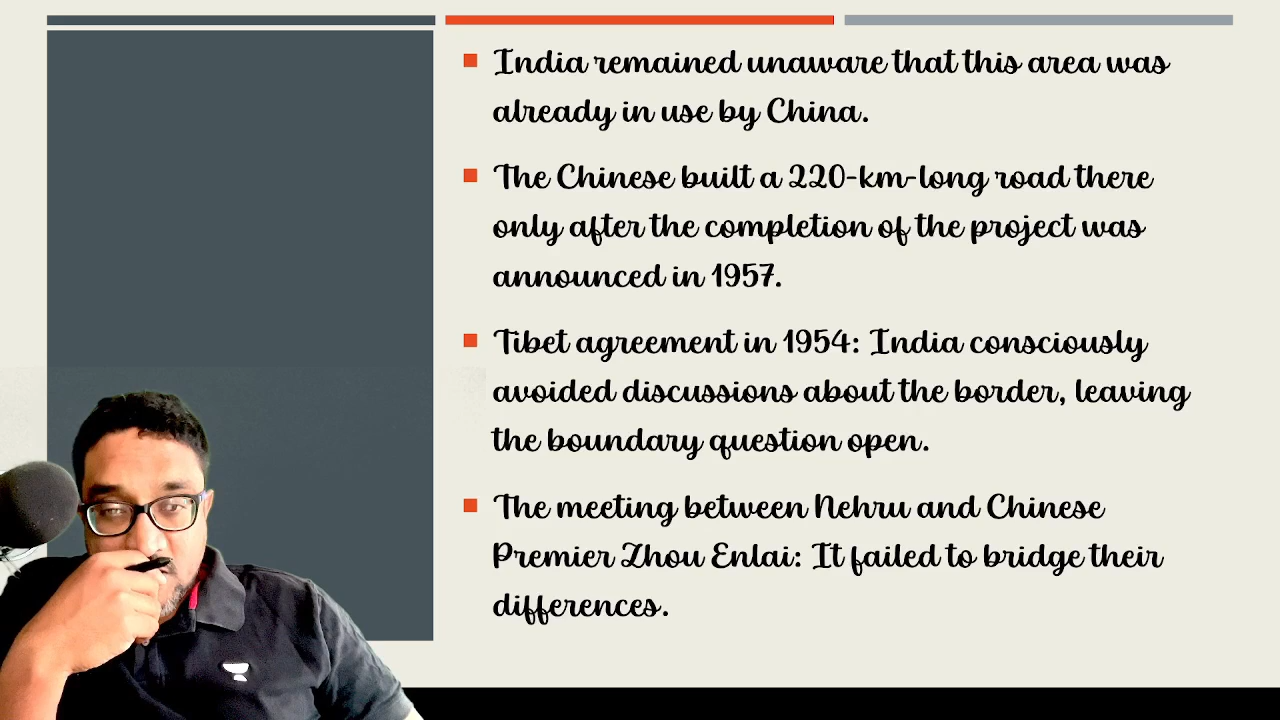 India remained unaware that this area was
already in use by China.
The Chinese built a 220-km-long road there
only after the completion of the project was
announced in 1957.
Tibet agreement in 1954: India consciously
avoided discussions about the border, leaving
the boundary question open.
The meeting between Nehru and Chinese
Premier Zhou Enlai: It failed to bridge their
differences.